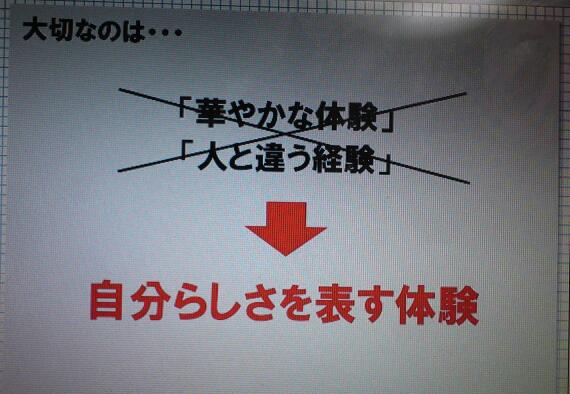 大切なのは・・・
「華やかな体験」
「人と違う経験」
自分らしさを表す体験